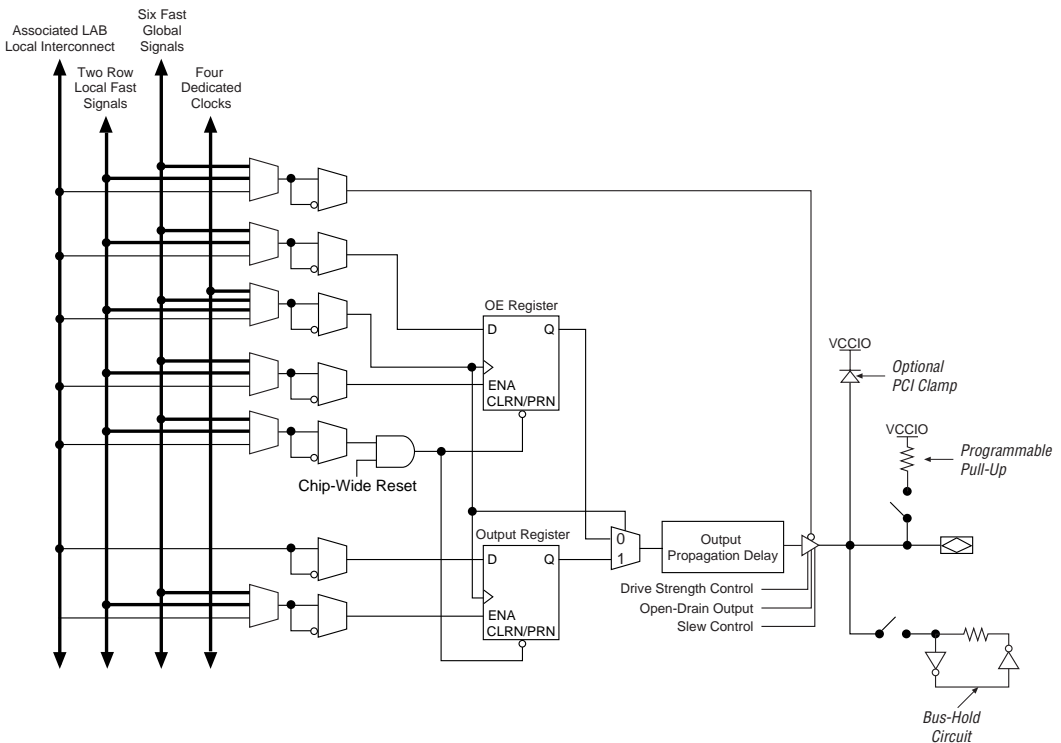 Associated LAB
Local Interconnect
Six Fast
Global
Signals
Two Row
Local Fast
Signals
Four
Dedicated
Clocks
OE Register
D
Q
ENA
CLRN/PRN
VCCIO
Optional
PCI Clamp
VCCIO
Programmable
Pull-Up
Chip-Wide Reset
Output Register
D
Q
ENA
CLRN/PRN
0
1
Output
Propagation Delay
Drive Strength Control
Open-Drain Output
Slew Control
Bus-Hold
Circuit